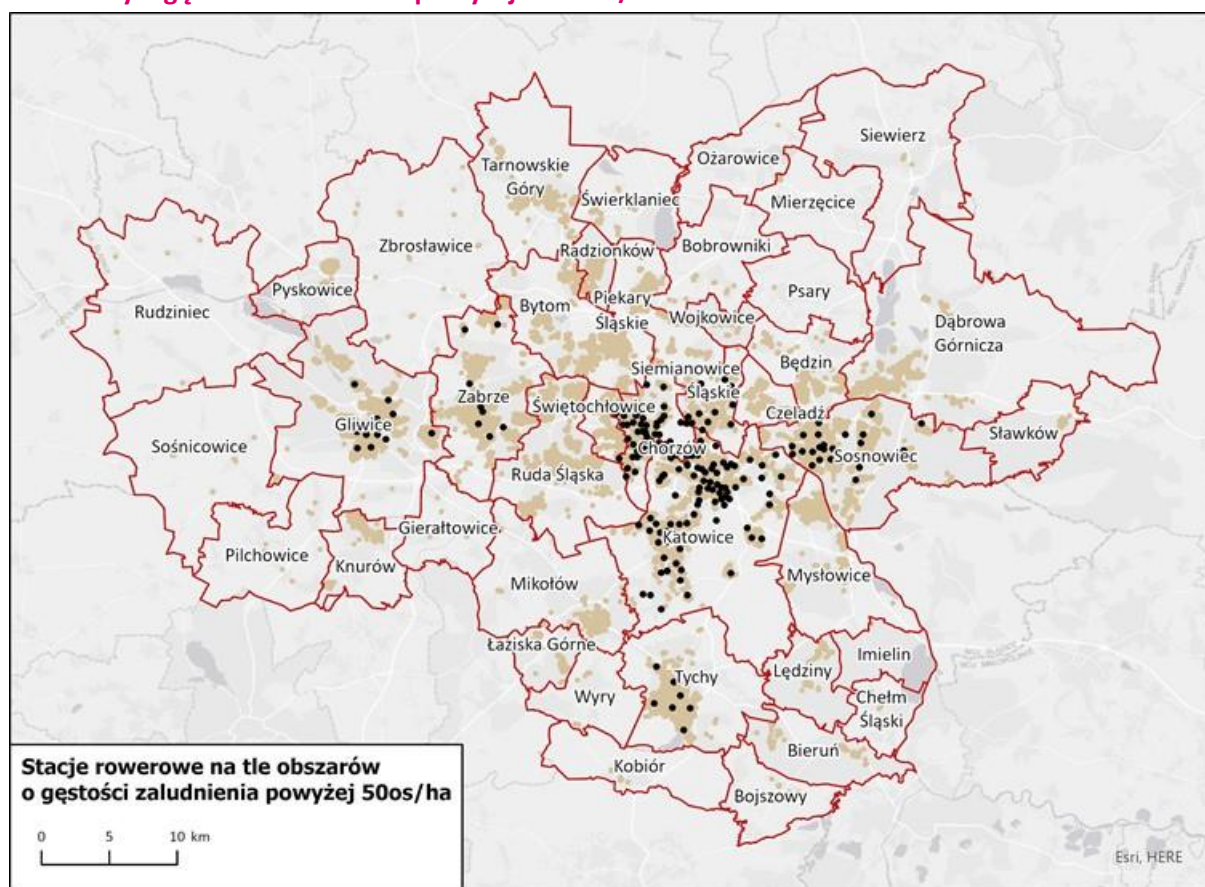 Siewierz
Ożarowice
Tarnowskie
Góry
Świerklaniec
Mierzęcice
Zbrosławice
Radzionków
Bobrowniki
Pyskowice
Psary
Rudziniec
Bytom
Piekary
Śląskie
Wojkowice
Dąbrowa
Górnicza
Będzin
Siemianowice
Śląskie
Zabrze
Świętochłowice
Czeladź
Gliwice
Sławków
Sośnicowice
Chorzów
Sosnowiec
Ruda Śląska
Gierałtowice
Katowice
Pilchowice
Knurów
Mikołów
Mysłowice
Łaziska Górne
Imielin
Lędziny
Tychy
Wyry
Chełm
Śląski
Bieruń
Kobiór
Bojszowy
Stacje rowerowe na tle obszarów
o gęstości zaludnienia powyżej 50os/ha
0 5 10 km
Esri, HERE